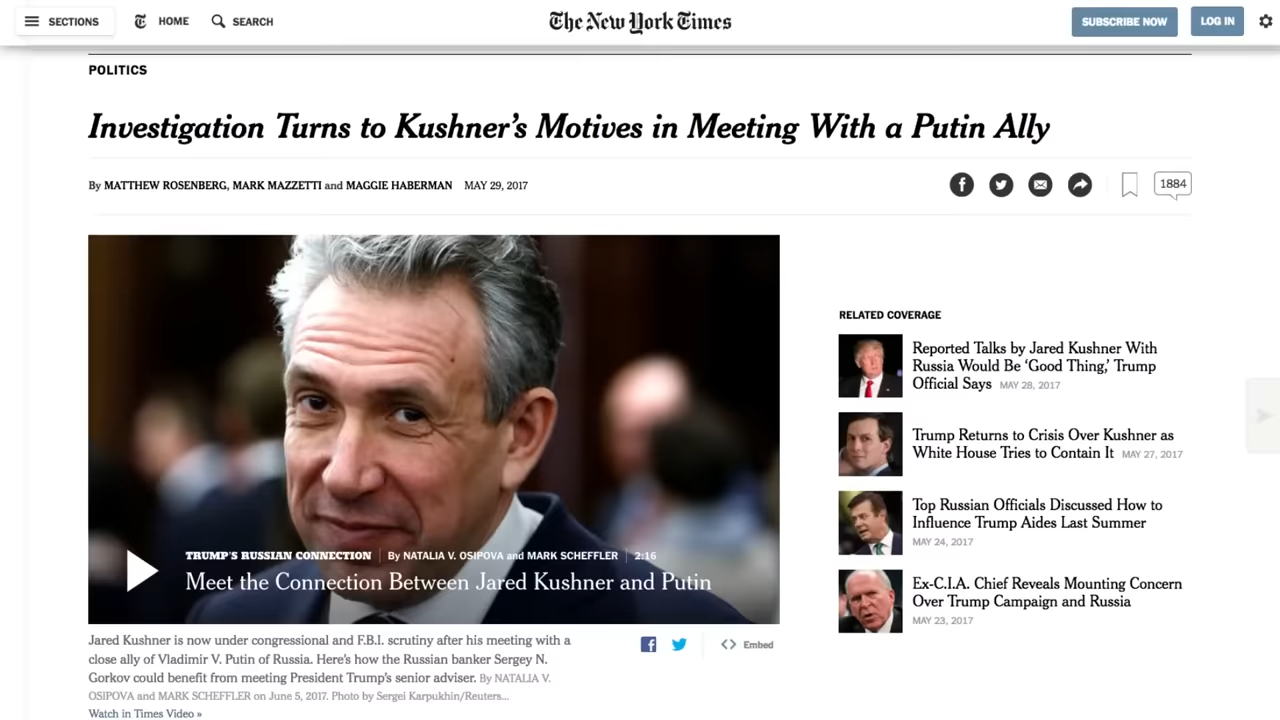 SECTIONS HOME SEARCH The New York Times SUBSCRIBE NOW LOG IN
POLITICS
Investigation Turns to Kushner's Motives in Meeting With a Putin Ally
By MATTHEW ROSENBERG, MARK MAZZETTI and MAGGIE HABERMAN MAY 29, 2017
1884
TRUMP'S RUSSIAN CONNECTION | By NATALIA V. OSIPOVA and MARK SCHEFFLER | 2:16
Meet the Connection Between Jared Kushner and Putin
Jared Kushner is now under congressional and F.B.I. scrutiny after his meeting with a
close ally of Vladimir V. Putin of Russia. Here's how the Russian banker Sergey N.
Gorkov could benefit from meeting President Trump's senior adviser. By NATALIA V.
OSIPOVA and MARK SCHEFFLER on June 5, 2017. Photo by Sergei Karpukhin/Reuters...
Watch in Times Video »
Embed
RELATED COVERAGE
Reported Talks by Jared Kushner With
Russia Would Be ‘Good Thing,’ Trump
Official Says MAY 28, 2017
Trump Returns to Crisis Over Kushner as
White House Tries to Contain It MAY 27, 2017
Top Russian Officials Discussed How to
Influence Trump Aides Last Summer
MAY 24, 2017
Ex-C.I.A. Chief Reveals Mounting Concern
Over Trump Campaign and Russia
MAY 23, 2017